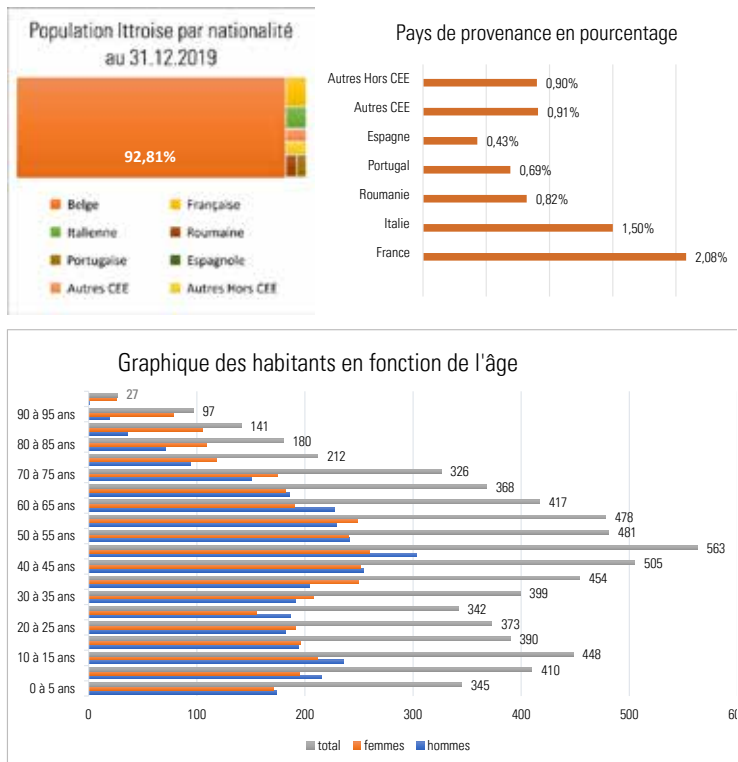 Population Ittroise par nationalité
au 31.12.2019
92,81%
Belge
Française
Italienne
Roumaine
Portugaise
Espagnole
Autres CEE
Autres Hors CEE
Pays de provenance en pourcentage
Autres Hors CEE
0,90%
Autres CEE
0,91%
Espagne
0,43%
Portugal
0,69%
Roumanie
0,82%
Italie
1,50%
France
2,08%
Graphique des habitants en fonction de l'âge
27
90 à 95 ans
97
141
80 à 85 ans
180
212
70 à 75 ans
326
368
60 à 65 ans
417
478
50 à 55 ans
481
563
40 à 45 ans
505
454
30 à 35 ans
399
342
20 à 25 ans
373
390
10 à 15 ans
448
410
0 à 5 ans
345
0
100
200
300
400
500
total
femmes
hommes